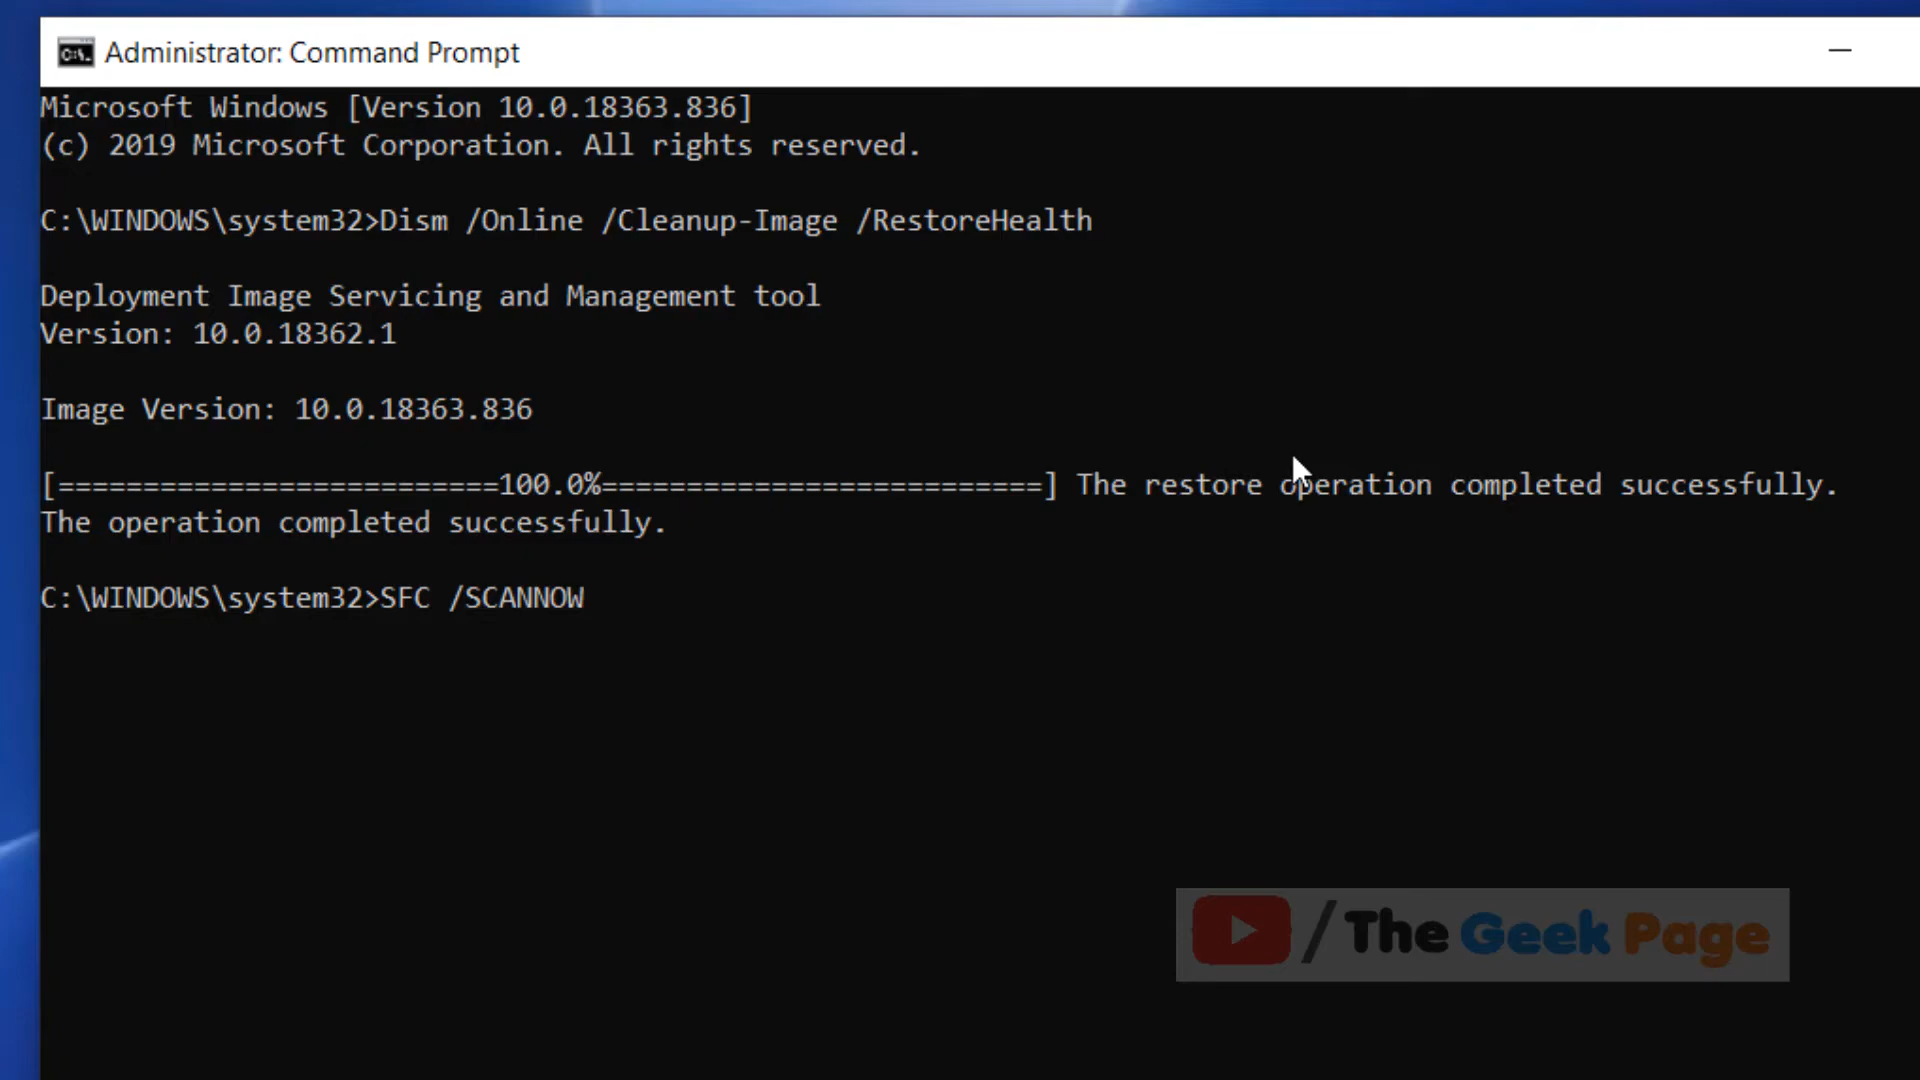 Administrator: Command Prompt
Microsoft Windows [Version 10.0.18363.836]
(c) 2019 Microsoft Corporation. All rights reserved.
C:\WINDOWS\system32>Dism /Online /Cleanup-Image /RestoreHealth
Deployment Image Servicing and Management tool
Version: 10.0.18362.1
Image Version: 10.0.18363.836
[==========================100.0%==========================] The restore operation completed successfully.
The operation completed successfully.
C:\WINDOWS\system32>SFC /SCANNOW
/The Geek Page